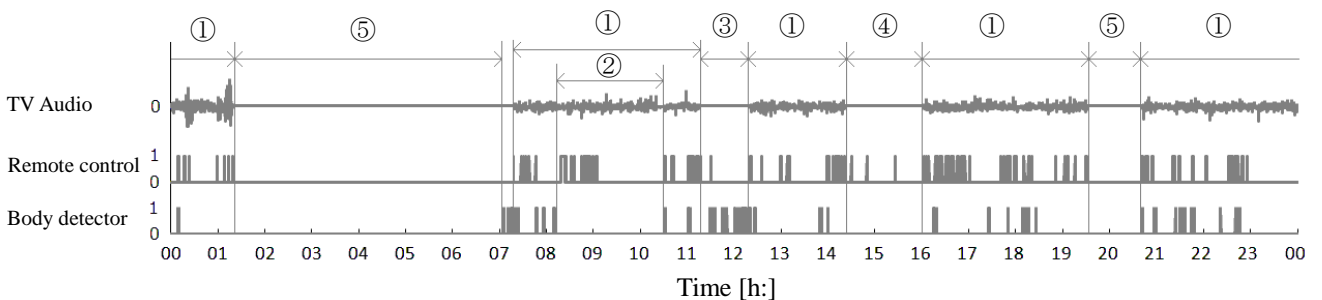 ① ⑤ ① ③ ① ④ ① ⑤ ①
②
TV Audio 0
Remote control 1
0
Body detector 1
0
00 01 02 03 04 05 06 07 08 09 10 11 12 13 14 15 16 17 18 19 20 21 22 23 00
Time [h:]